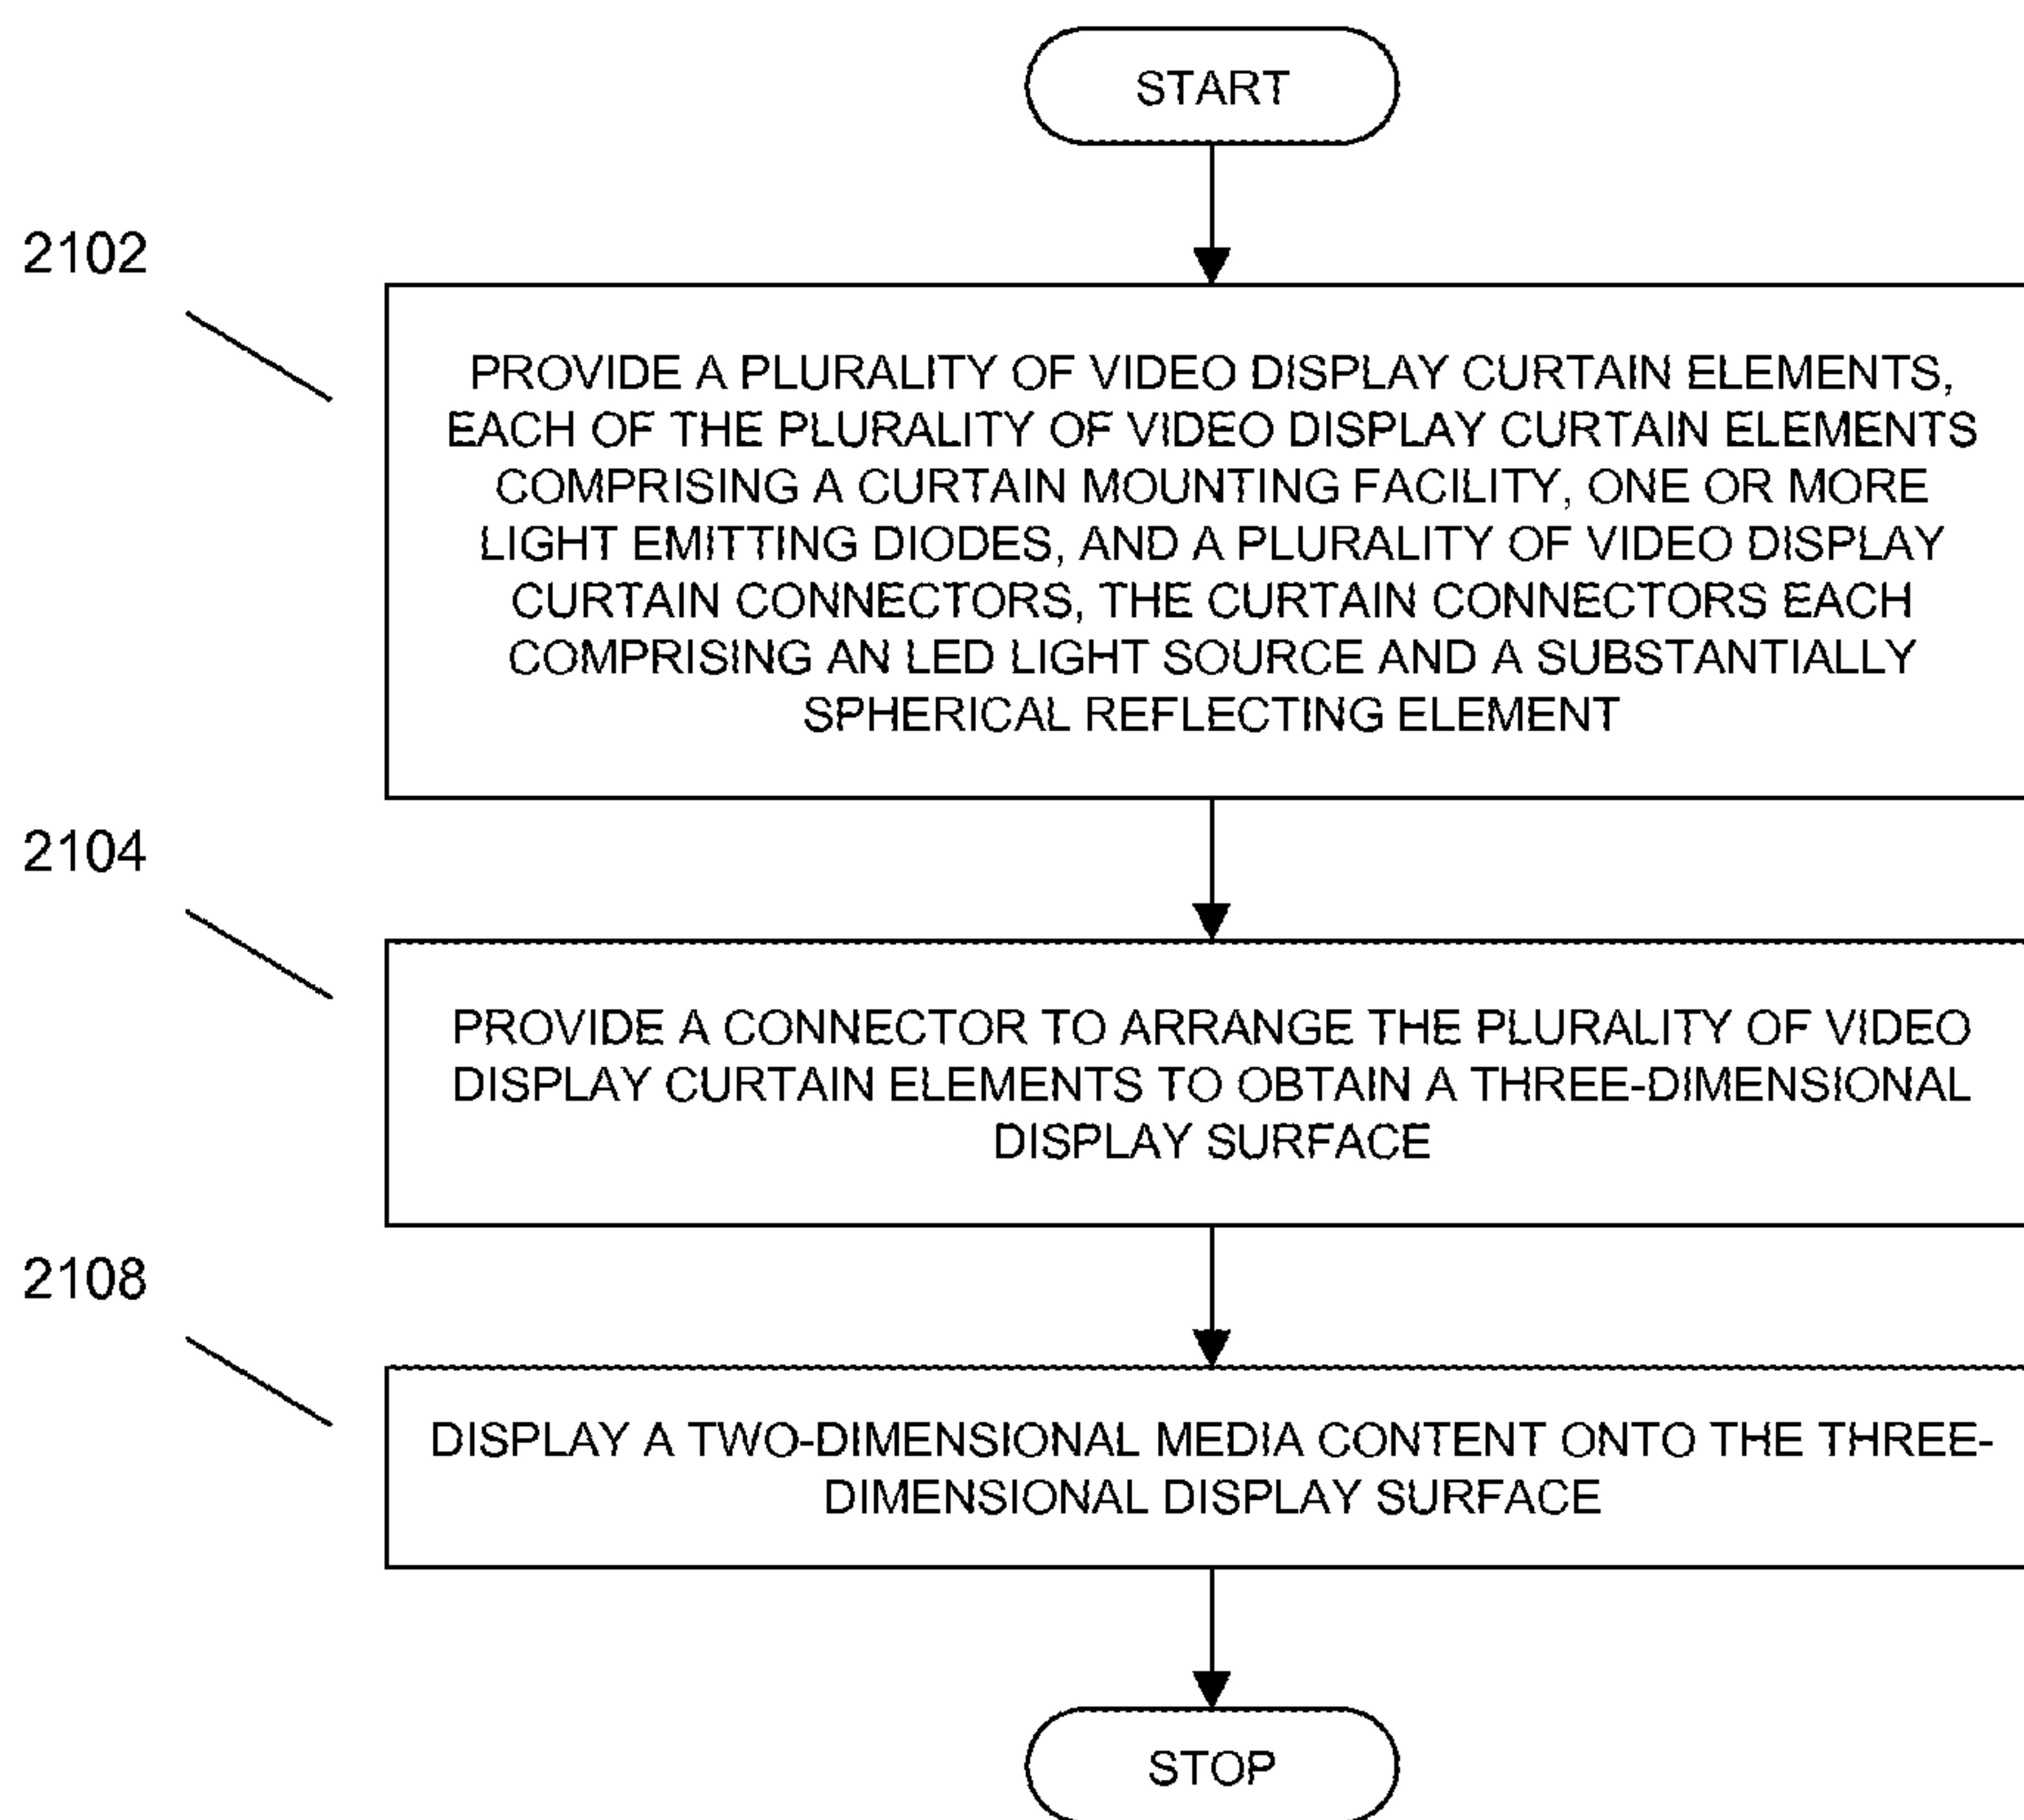 START
2102
PROVIDE A PLURALITY OF VIDEO DISPLAY CURTAIN ELEMENTS,
EACH OF THE PLURALITY OF VIDEO DISPLAY CURTAIN ELEMENTS
COMPRISING A CURTAIN MOUNTING FACILITY, ONE OR MORE
LIGHT EMITTING DIODES, AND A PLURALITY OF VIDEO DISPLAY
CURTAIN CONNECTORS, THE CURTAIN CONNECTORS EACH
COMPRISING AN LED LIGHT SOURCE AND A SUBSTANTIALLY
SPHERICAL REFLECTING ELEMENT
2104
PROVIDE A CONNECTOR TO ARRANGE THE PLURALITY OF VIDEO
DISPLAY CURTAIN ELEMENTS TO OBTAIN A THREE-DIMENSIONAL
DISPLAY SURFACE
2108
DISPLAY A TWO-DIMENSIONAL MEDIA CONTENT ONTO THE THREE-
DIMENSIONAL DISPLAY SURFACE
STOP